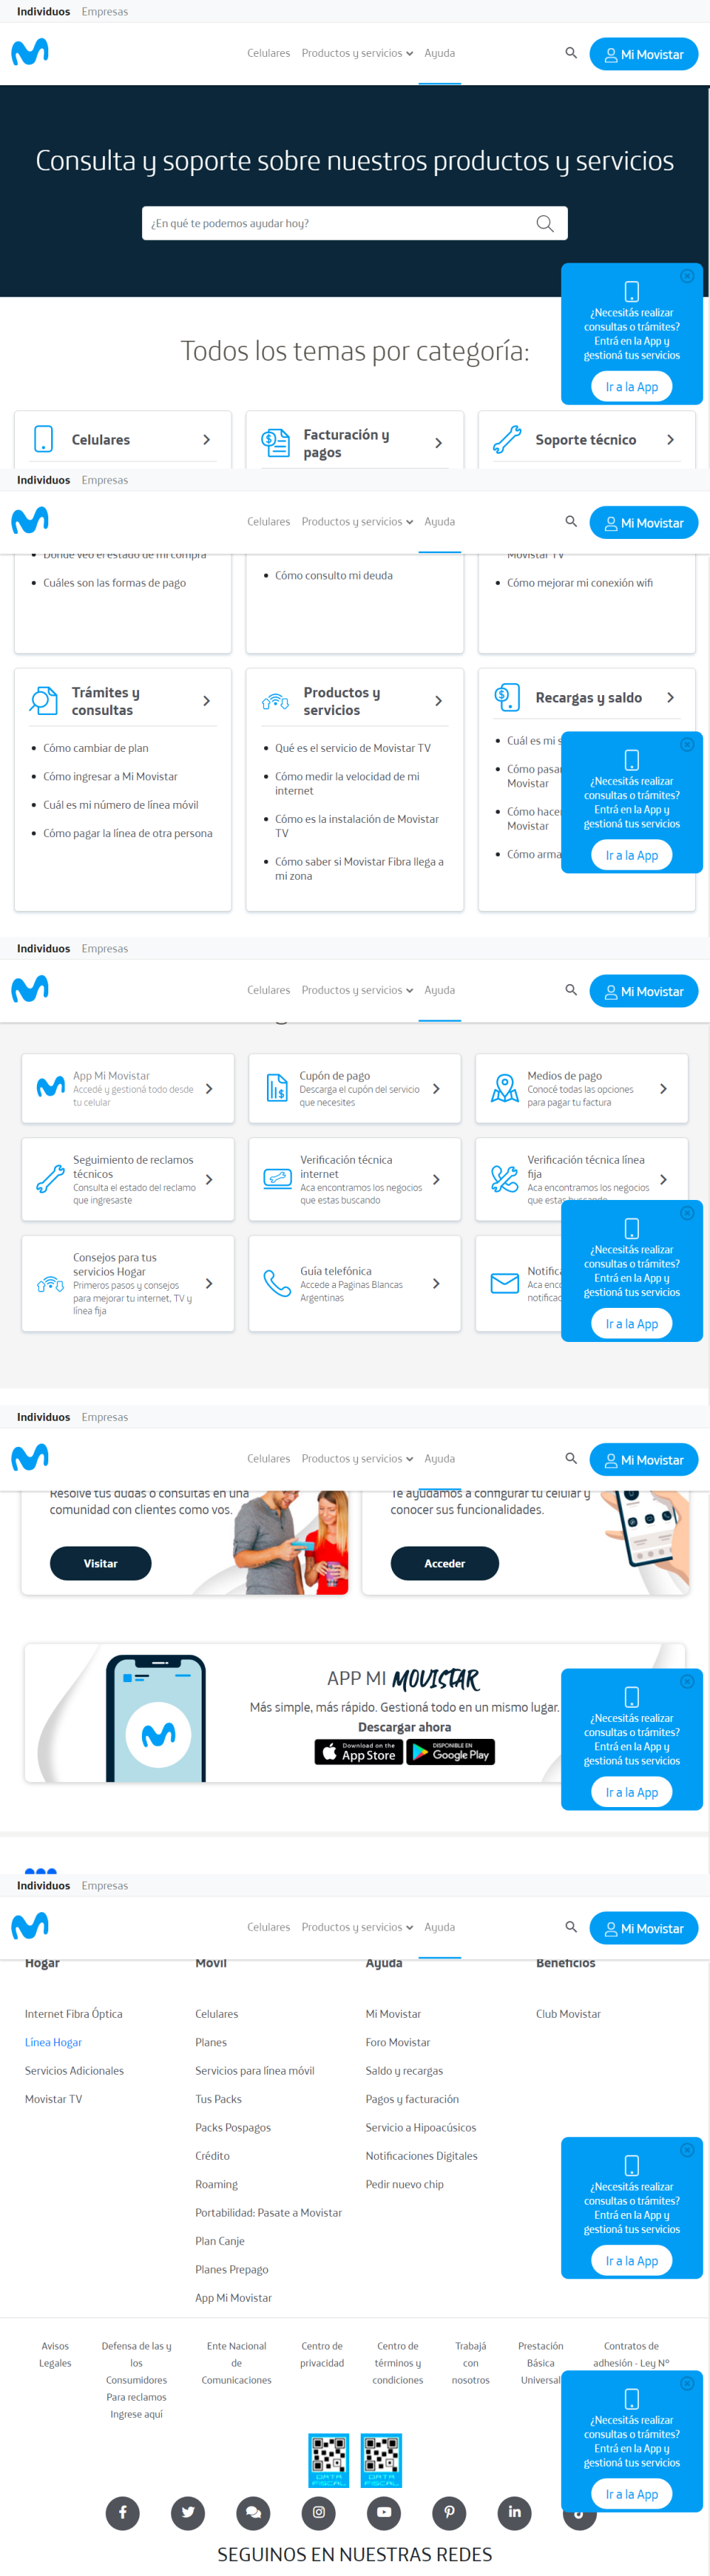 Individuos Empresas
Celulares Productos y servicios Ayuda Mi Movistar
Consulta y soporte sobre nuestros productos y servicios
¿En qué te podemos ayudar hoy?
¿Necesitás realizar
consultas o trámites?
Entrá en la App y
gestioná tus servicios
Ir a la App
Todos los temas por categoría:
Celulares
Facturación y
pagos
Soporte técnico
Individuos Empresas
Celulares Productos y servicios Ayuda Mi Movistar
Dónde veo el estado de mi compra
Cuáles son las formas de pago
Cómo consulto mi deuda
Movistar TV
Cómo mejorar mi conexión wifi
Trámites y
consultas
Cómo cambiar de plan
Cómo ingresar a Mi Movistar
Cuál es mi número de línea móvil
Cómo pagar la línea de otra persona
Productos y
servicios
Qué es el servicio de Movistar TV
Cómo medir la velocidad de mi
internet
Cómo es la instalación de Movistar
TV
Cómo saber si Movistar Fibra llega a
mi zona
Recargas y saldo
Cuál es mi s
Cómo pasa
Movistar
Cómo hace
Movistar
Cómo arma
¿Necesitás realizar
consultas o trámites?
Entrá en la App y
gestioná tus servicios
Ir a la App
Individuos Empresas
Celulares Productos y servicios Ayuda Mi Movistar
App Mi Movistar
Accedé y gestioná todo desde
tu celular
Cupón de pago
Descarga el cupón del servicio
que necesites
Medios de pago
Conocé todas las opciones
para pagar tu factura
Seguimiento de reclamos
técnicos
Consulta el estado del reclamo
que ingresaste
Verificación técnica
internet
Aca encontramos los negocios
que estas buscando
Verificación técnica línea
fija
Aca encontramos los negocios
que estas buscando
Consejos para tus
servicios Hogar
Primeros pasos y consejos
para mejorar tu internet, TV y
línea fija
Guía telefónica
Accede a Paginas Blancas
Argentinas
Notific
Aca enc
notificac
¿Necesitás realizar
consultas o trámites?
Entrá en la App y
gestioná tus servicios
Ir a la App
Individuos Empresas
Celulares Productos y servicios Ayuda Mi Movistar
Resolvé tus dudas o consultas en una
comunidad con clientes como vos.
Visitar
Te ayudamos a configurar tu celular y
conocer sus funcionalidades.
Acceder
APP MI MOVISTAR
Más simple, más rápido. Gestioná todo en un mismo lugar.
Descargar ahora
Download on the
App Store
DISPONIBLE EN
Google Play
¿Necesitás realizar
consultas o trámites?
Entrá en la App y
gestioná tus servicios
Ir a la App
Individuos Empresas
Celulares Productos y servicios Ayuda Mi Movistar
Hogar
Internet Fibra Óptica
Línea Hogar
Servicios Adicionales
Movistar TV
Móvil
Celulares
Planes
Servicios para línea móvil
Tus Packs
Packs Pospagos
Crédito
Roaming
Portabilidad: Pasate a Movistar
Plan Canje
Planes Prepago
App Mi Movistar
Ayuda
Mi Movistar
Foro Movistar
Saldo y recargas
Pagos y facturación
Servicio a Hipoacúsicos
Notificaciones Digitales
Pedir nuevo chip
Beneficios
Club Movistar
¿Necesitás realizar
consultas o trámites?
Entrá en la App y
gestioná tus servicios
Ir a la App
Avisos
Legales
Defensa de las y
los
Consumidores
Para reclamos
Ingrese aquí
Ente Nacional
de
Comunicaciones
Centro de
privacidad
Centro de
términos y
condiciones
Trabajá
con
nosotros
Prestación
Básica
Universal
Contratos de
adhesión - Ley Nº
¿Necesitás realizar
consultas o trámites?
Entrá en la App y
gestioná tus servicios
Ir a la App
DATA
FISCAL
DATA
FISCAL
SEGUINOS EN NUESTRAS REDES